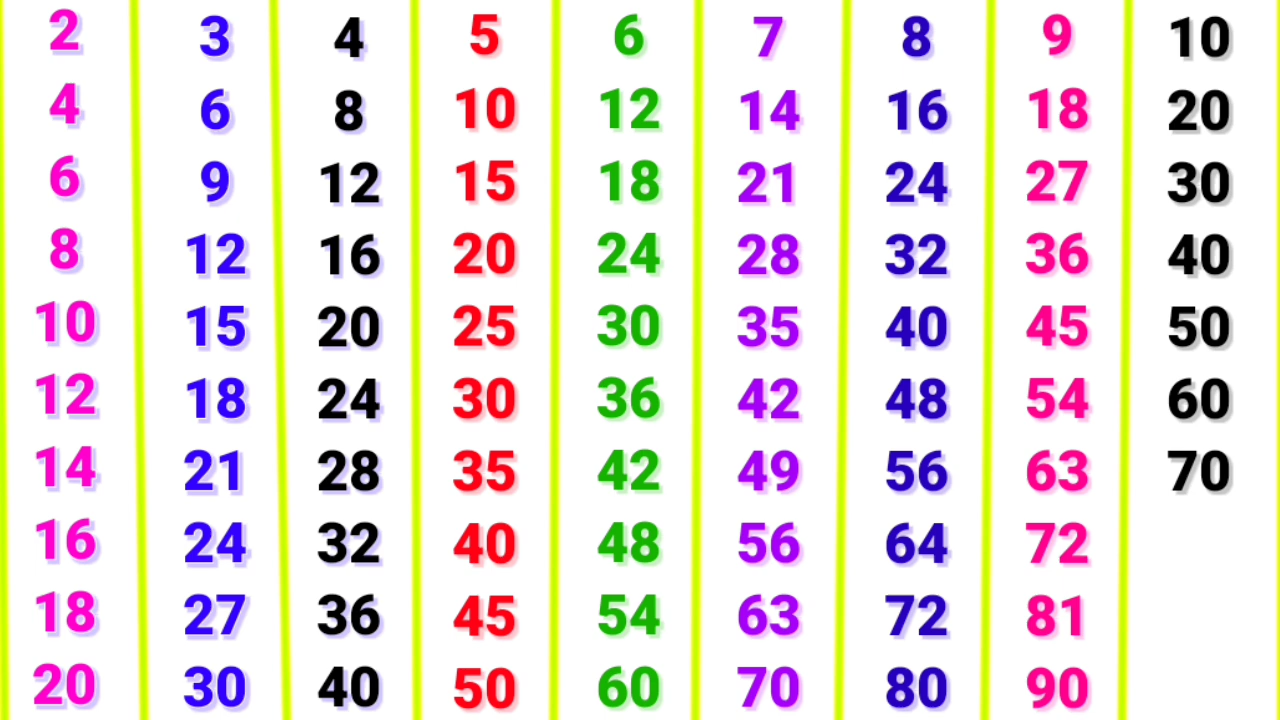 2 3 4 5 6 7 8 9 10
4 6 8 10 12 14 16 18 20
6 9 12 15 18 21 24 27 30
8 12 16 20 24 28 32 36 40
10 15 20 25 30 35 40 45 50
12 18 24 30 36 42 48 54 60
14 21 28 35 42 49 56 63 70
16 24 32 40 48 56 64 72
18 27 36 45 54 63 72 81
20 30 40 50 60 70 80 90